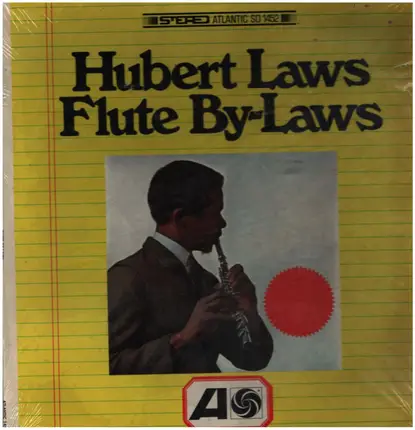 STEREO ATLANTIC SD 1452
Hubert Laws
Flute By-Laws
A